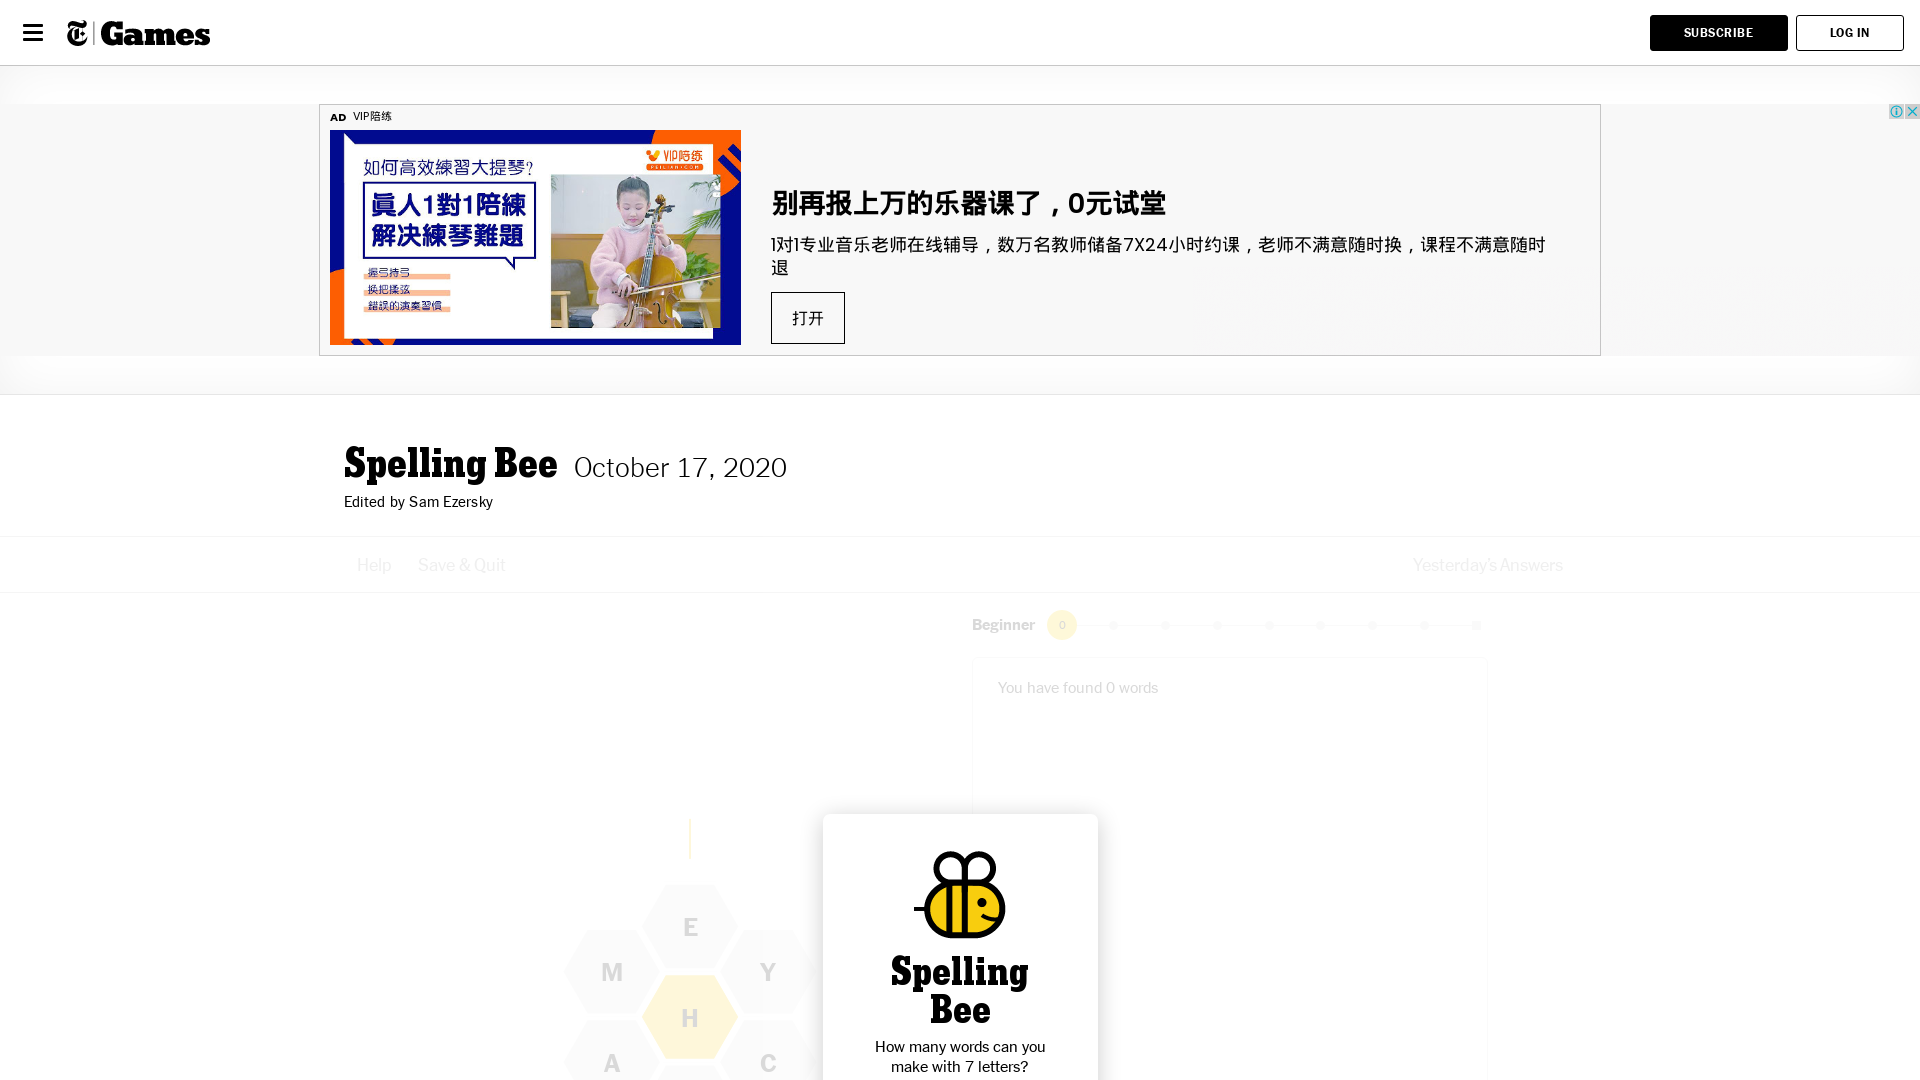 Games
SUBSCRIBE
LOG IN
AD VIP陪练
如何高效練習大提琴?
VIP陪练
PEILIAN.COM
眞人1對1陪練
解决練琴難題
握弓持弓
换把揉弦
錯誤的演奏習慣
别再报上万的乐器课了，0元试堂
1对1专业音乐老师在线辅导，数万名教师储备7X24小时约课，老师不满意随时换，课程不满意随时
退
打开
Spelling Bee October 17, 2020
Edited by Sam Ezersky
Help Save & Quit Yesterday's Answers
Beginner 0
You have found 0 words
E
M Y
H
A C
Spelling
Bee
How many words can you
make with 7 letters?